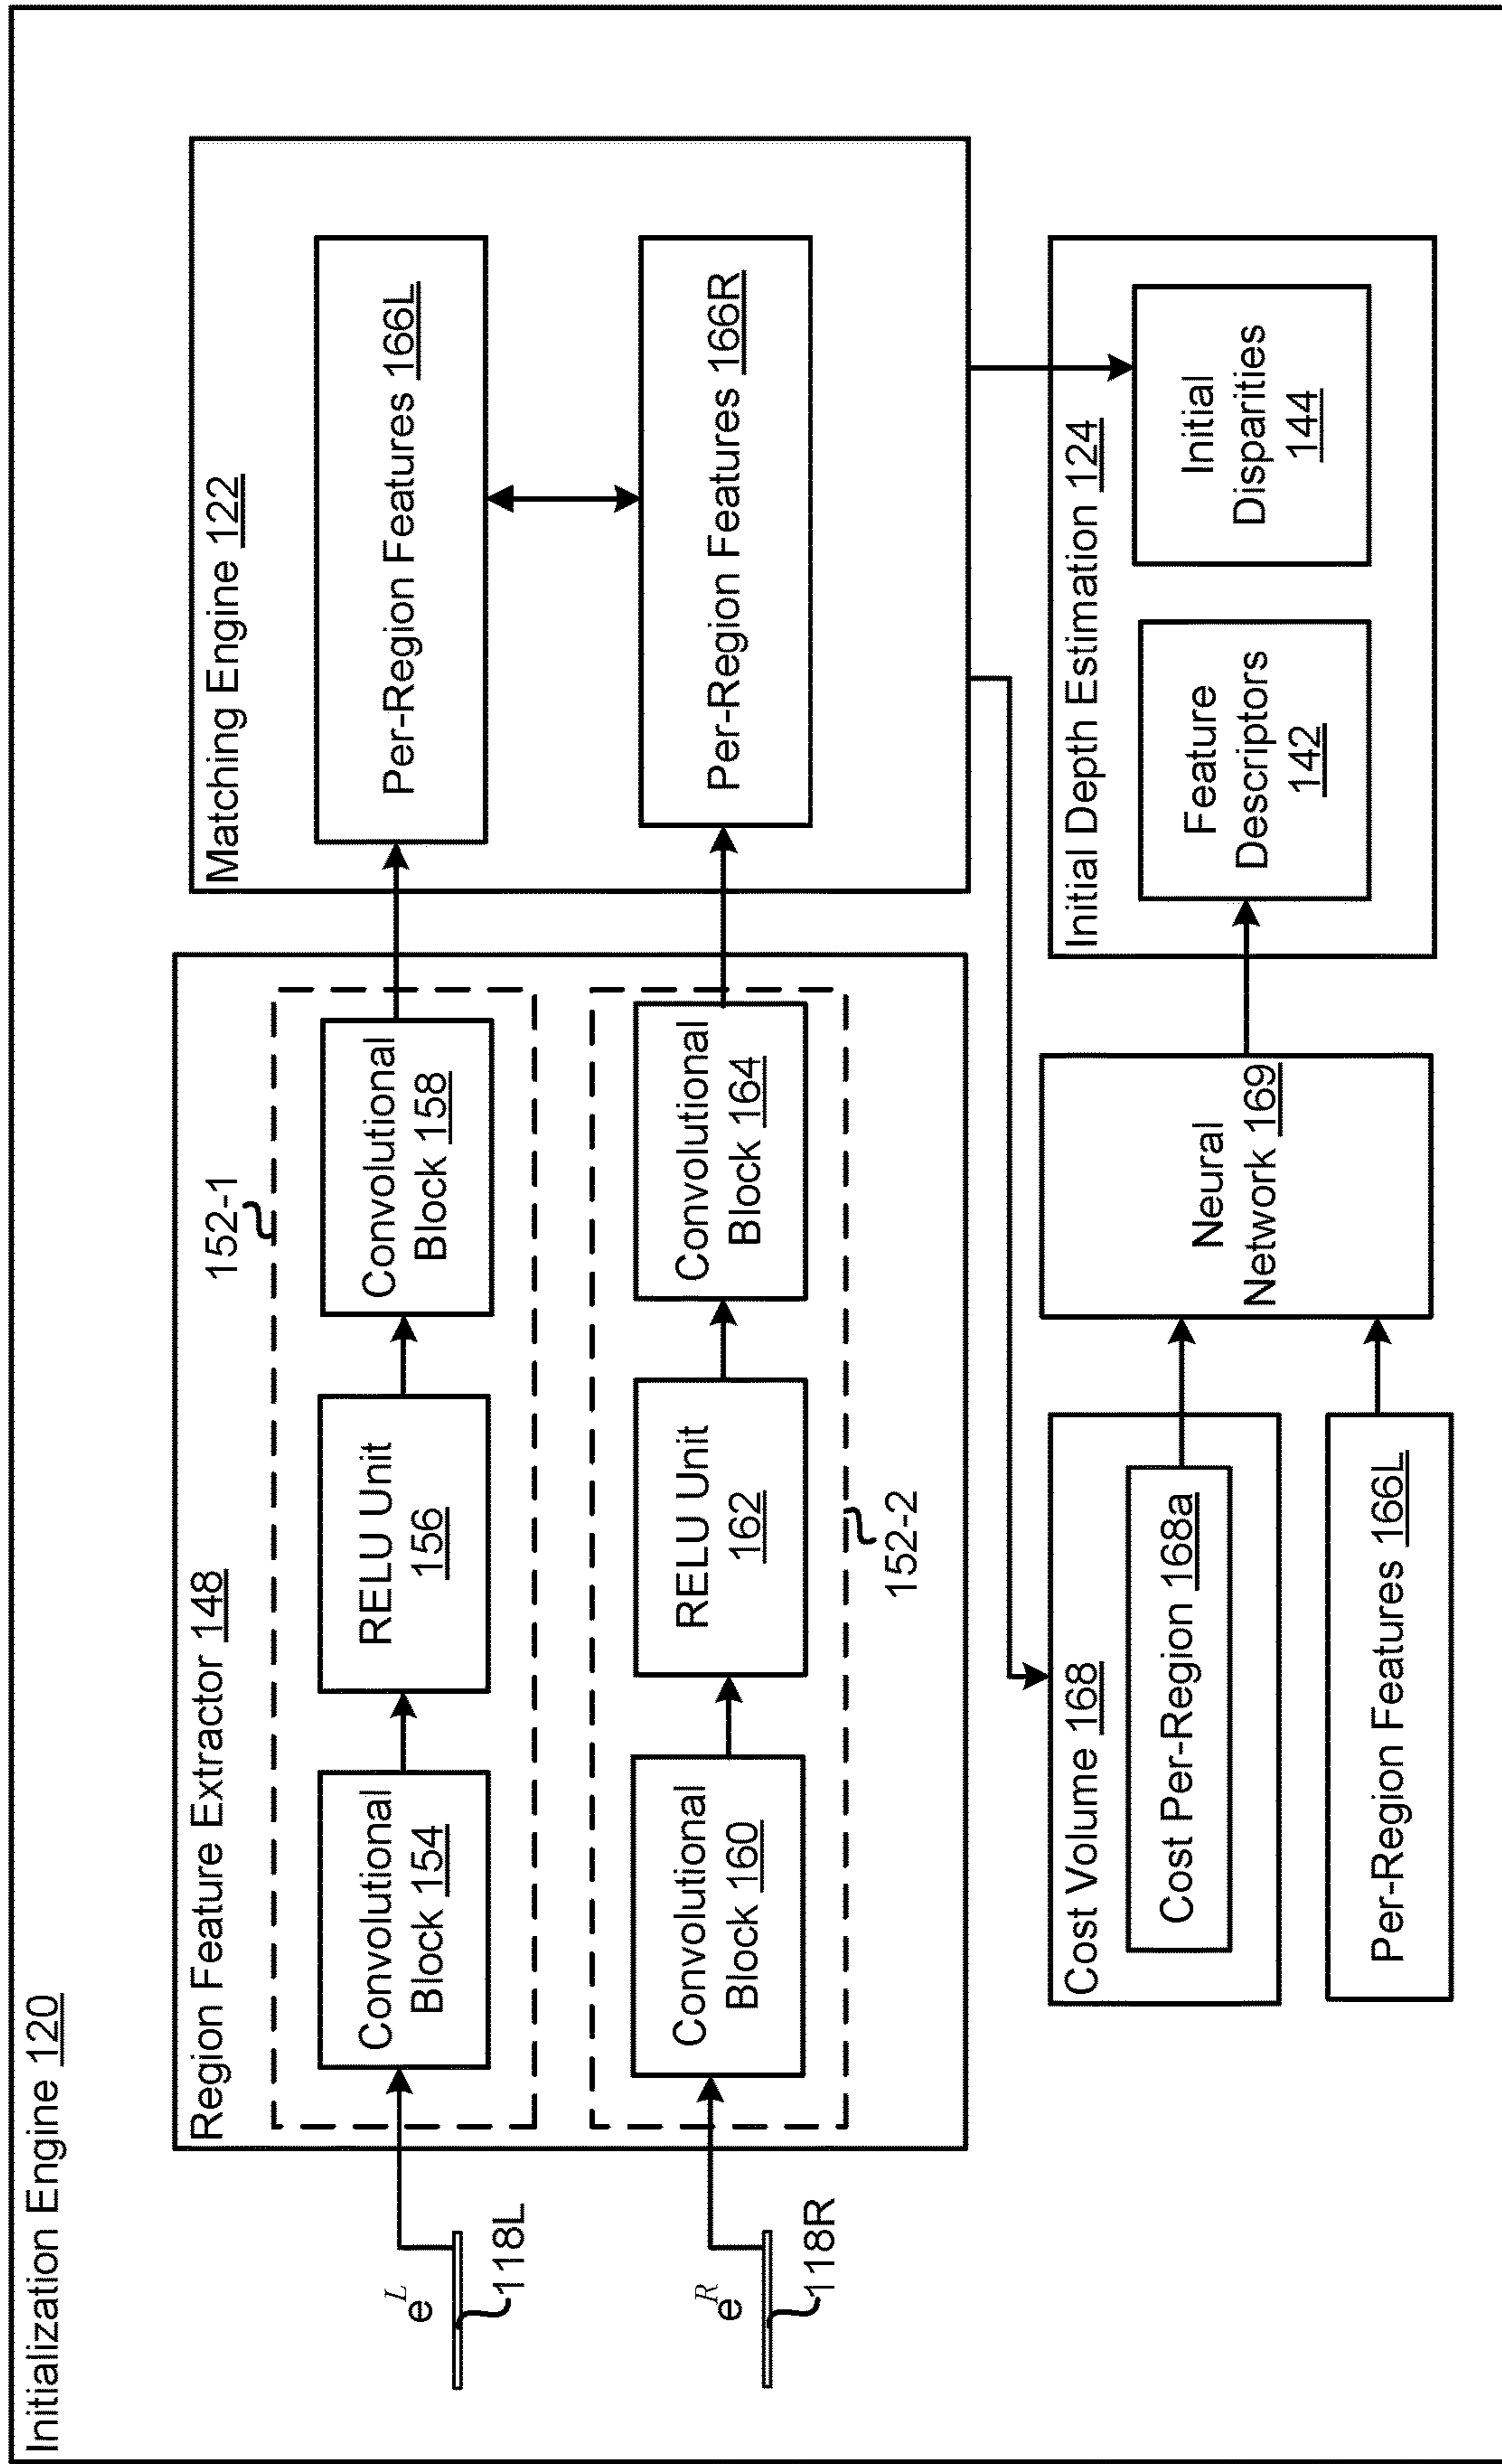 Initialization Engine 120
Region Feature Extractor 148
152-1
Convolutional
Block 154
RELU Unit
156
Convolutional
Block 158
Convolutional
Block 160
RELU Unit
162
Convolutional
Block 164
152-2
e^L
118L
e^R
118R
Matching Engine 122
Per-Region Features 166L
Per-Region Features 166R
Cost Volume 168
Cost Per-Region 168a
Per-Region Features 166L
Neural
Network 169
Initial Depth Estimation 124
Feature
Descriptors
142
Initial
Disparities
144